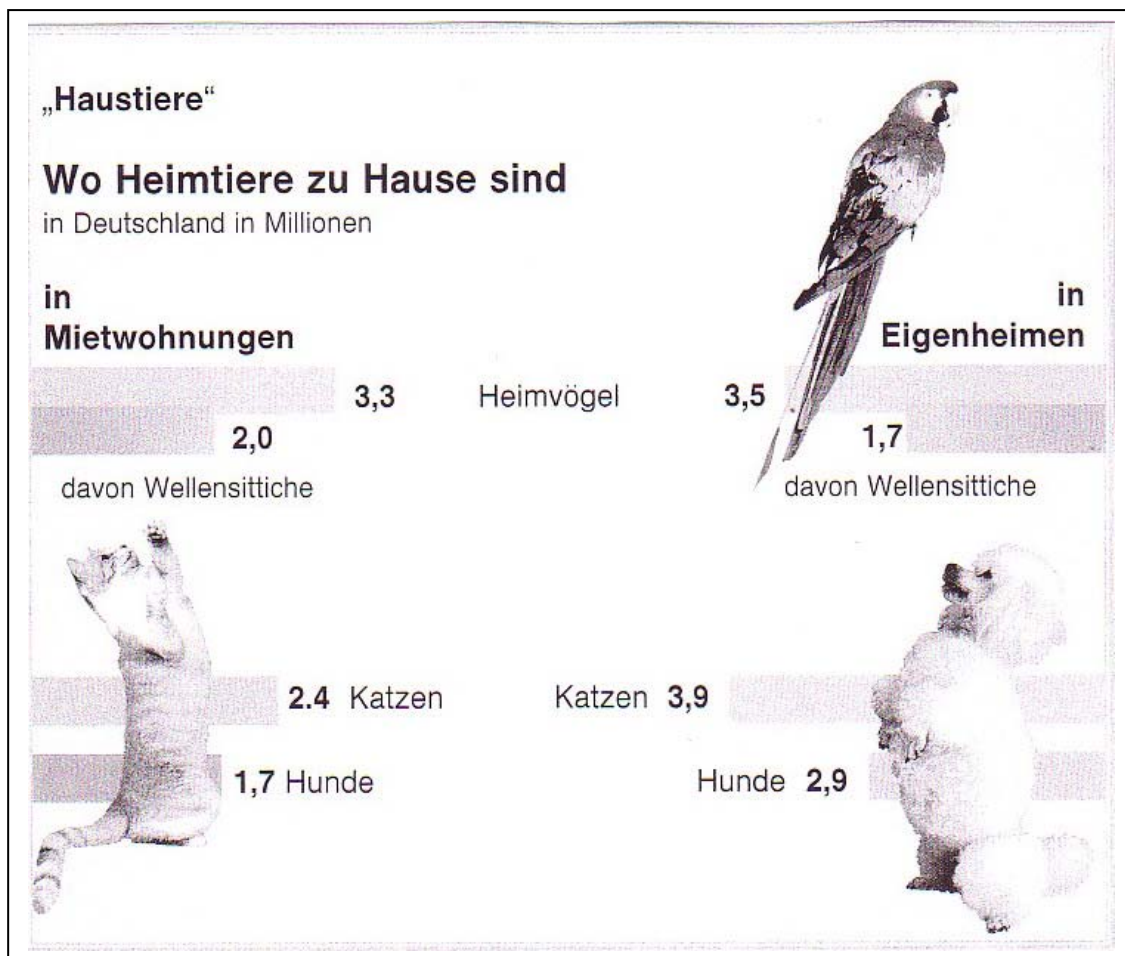 „Haustiere“
Wo Heimtiere zu Hause sind
in Deutschland in Millionen
in
Mietwohnungen
in
Eigenheimen
3,3 Heimvögel 3,5
2,0 1,7
davon Wellensittiche davon Wellensittiche
2.4 Katzen Katzen 3,9
1,7 Hunde Hunde 2,9